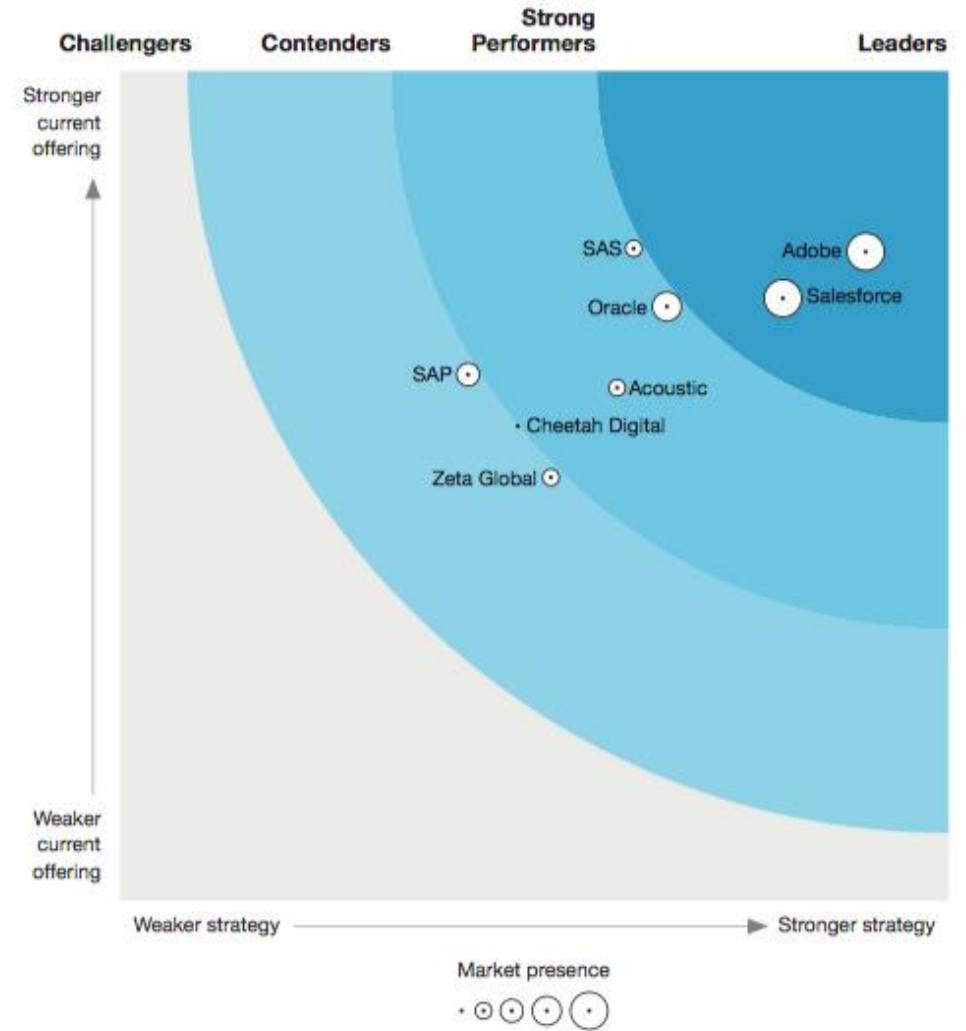 Strong
Challengers Contenders Performers Leaders
Stronger
current
offering
SAS
Adobe
Salesforce
Oracle
SAP
Acoustic
Cheetah Digital
Zeta Global
Weaker
current
offering
Weaker strategy Stronger strategy
Market presence